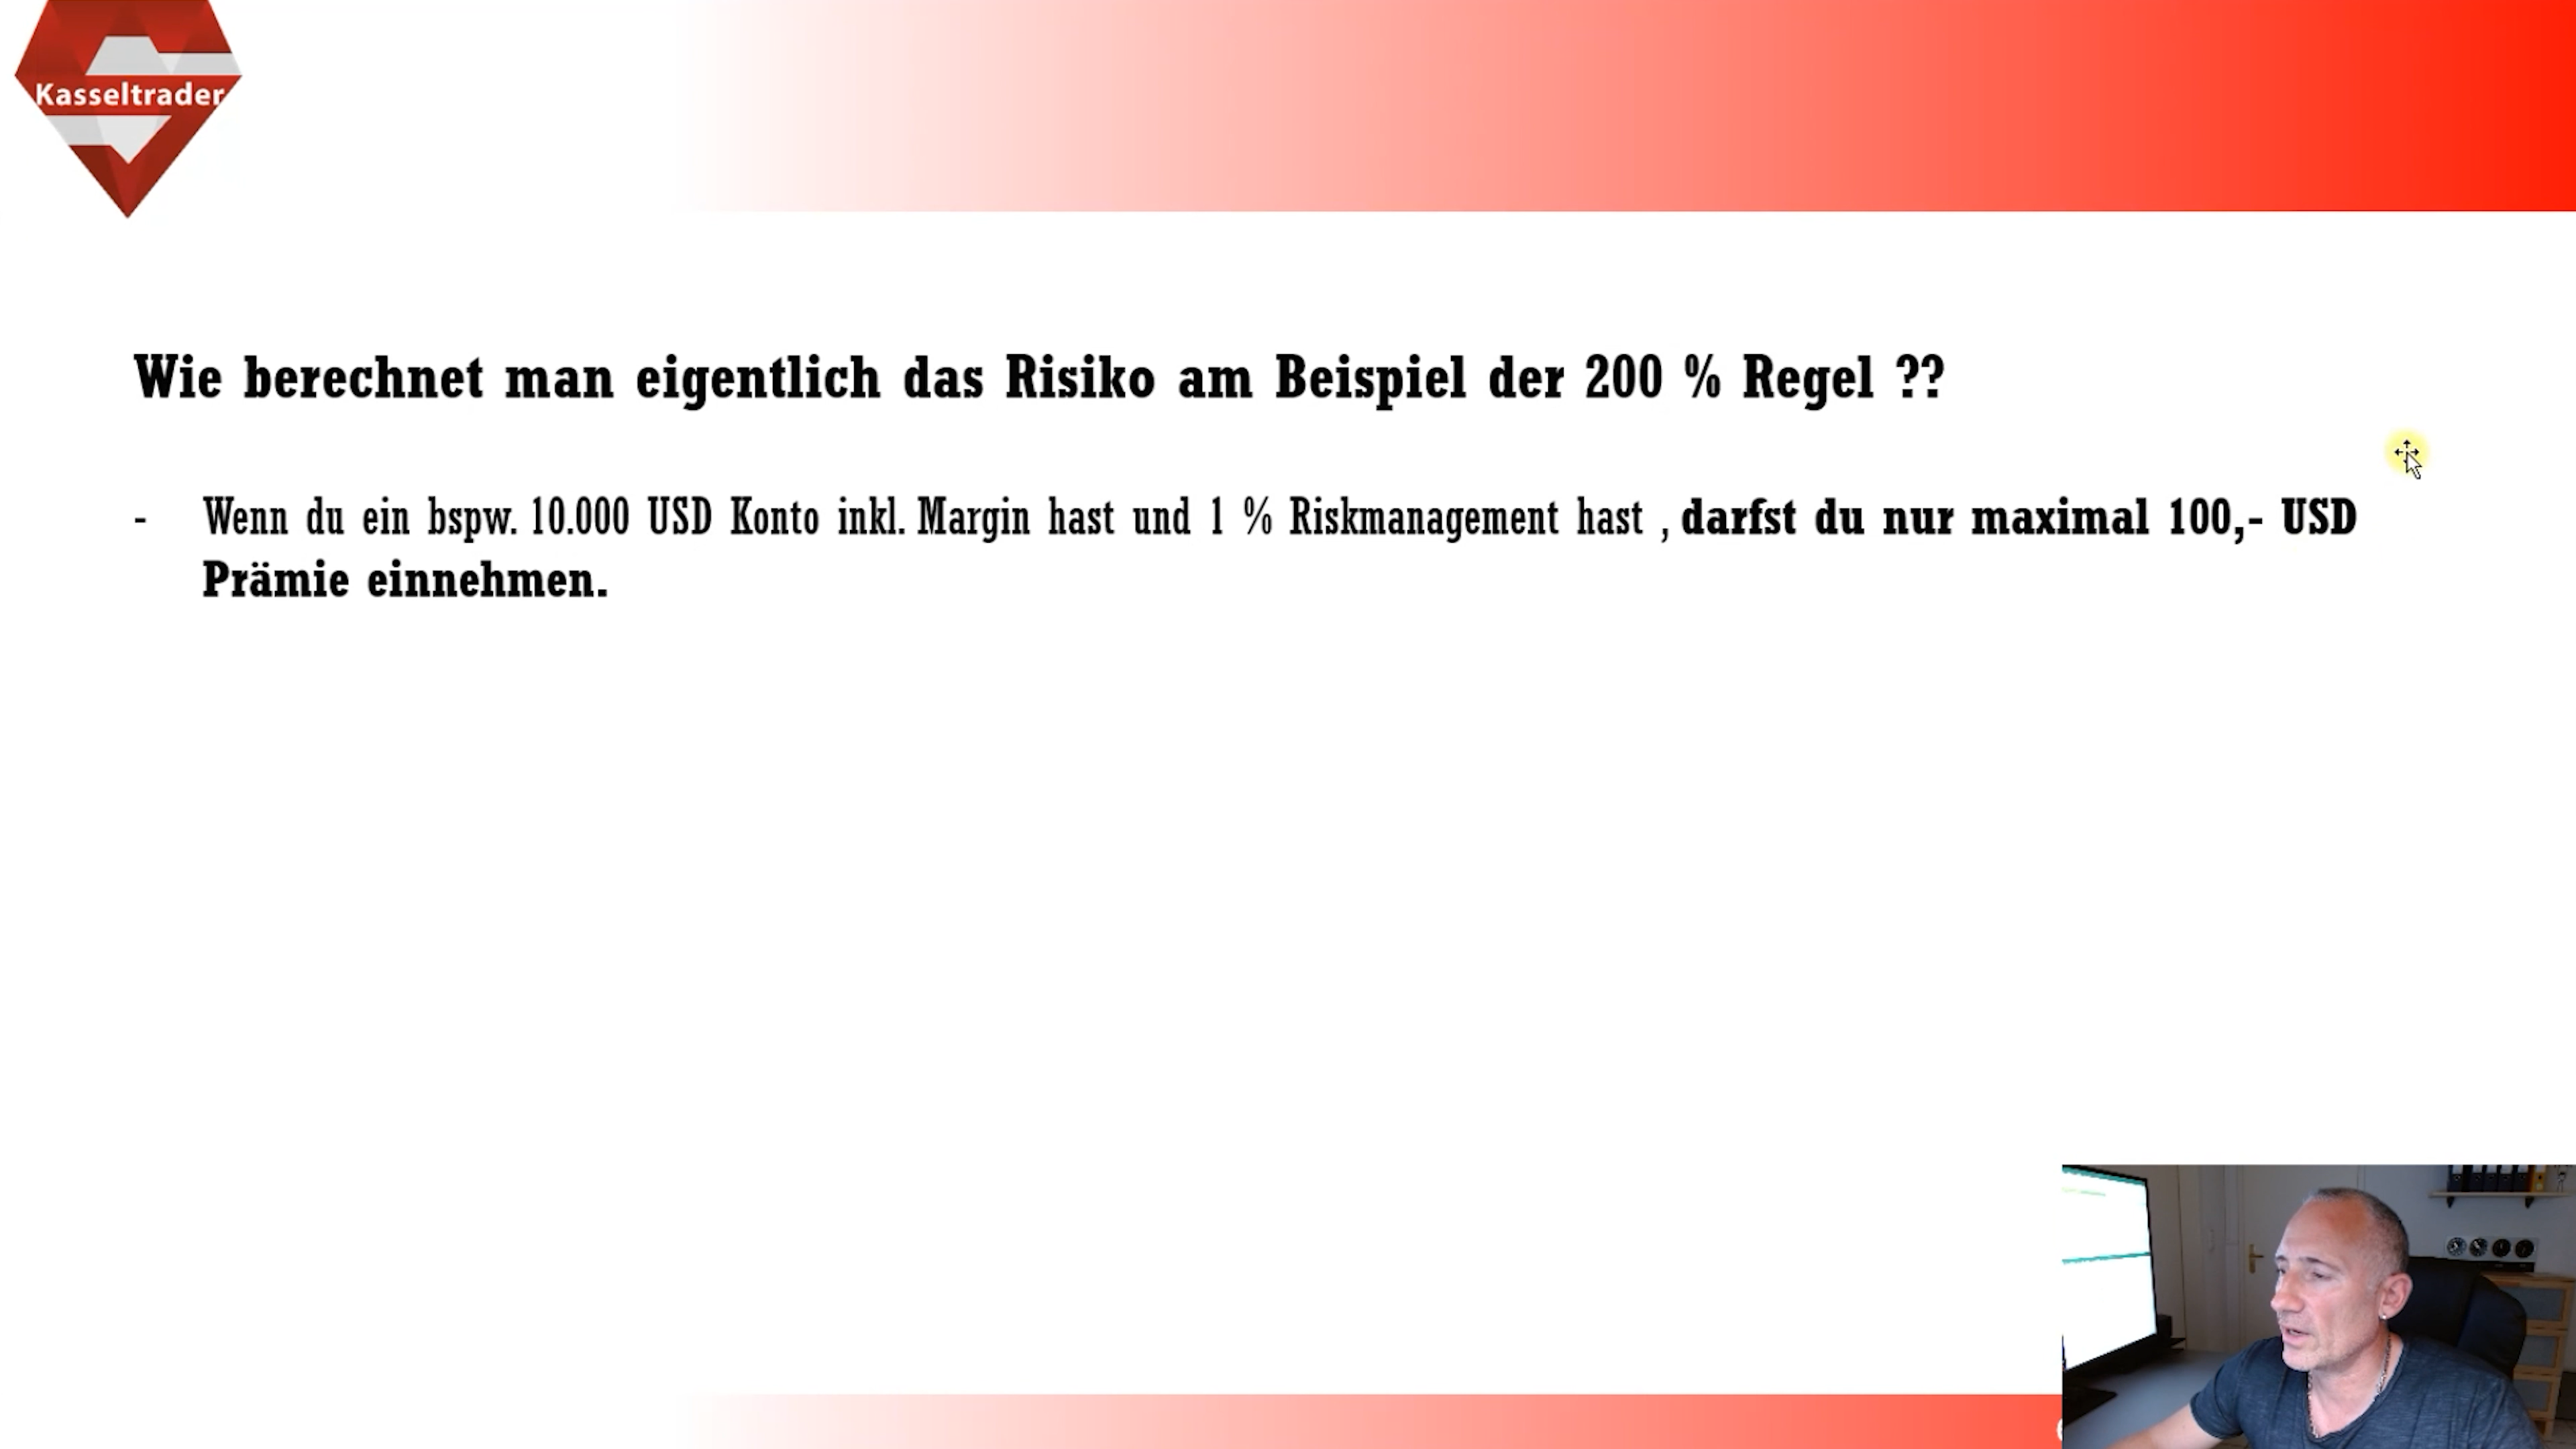 Kasseltrader
Wie berechnet man eigentlich das Risiko am Beispiel der 200 % Regel ??
- Wenn du ein bspw. 10.000 USD Konto inkl. Margin hast und 1 % Riskmanagement hast , darfst du nur maximal 100,- USD
Prämie einnehmen.